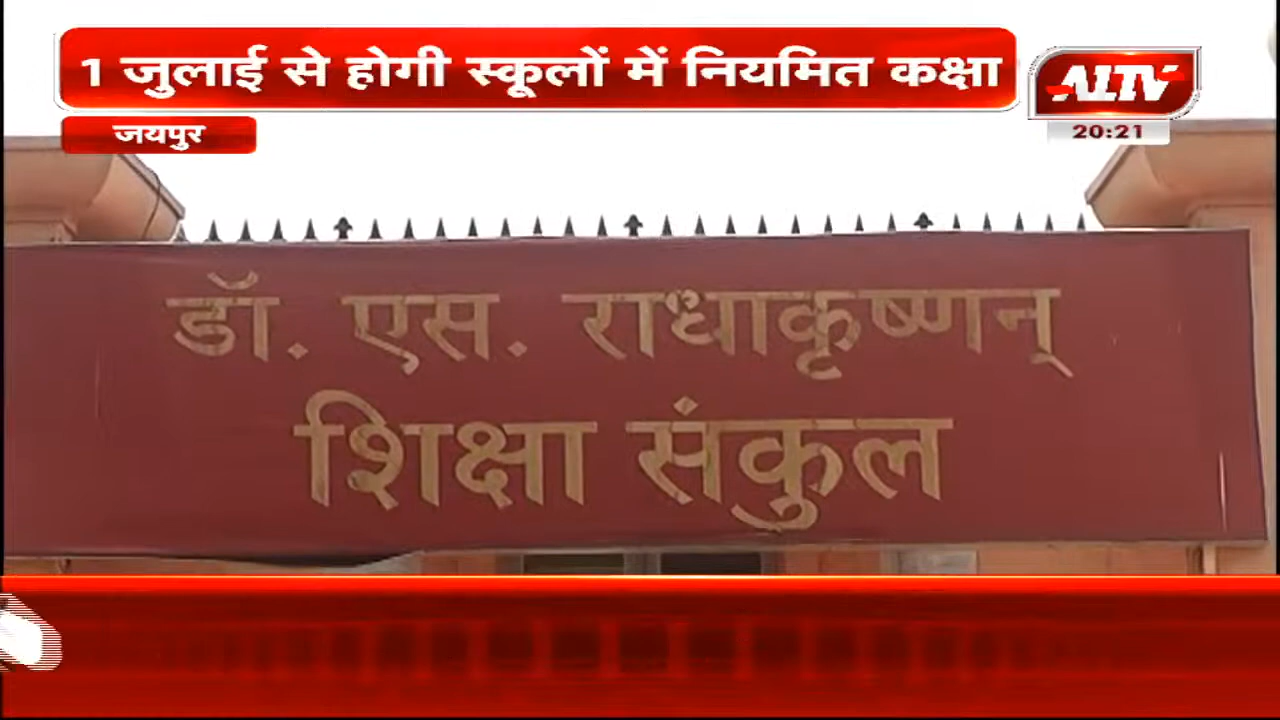 1 जुलाई से होगी स्कूलों में नियमित कक्षा
ALTV
जयपुर
20:21
डॉ. एस. राधाकृष्णन्
शिक्षा संकुल